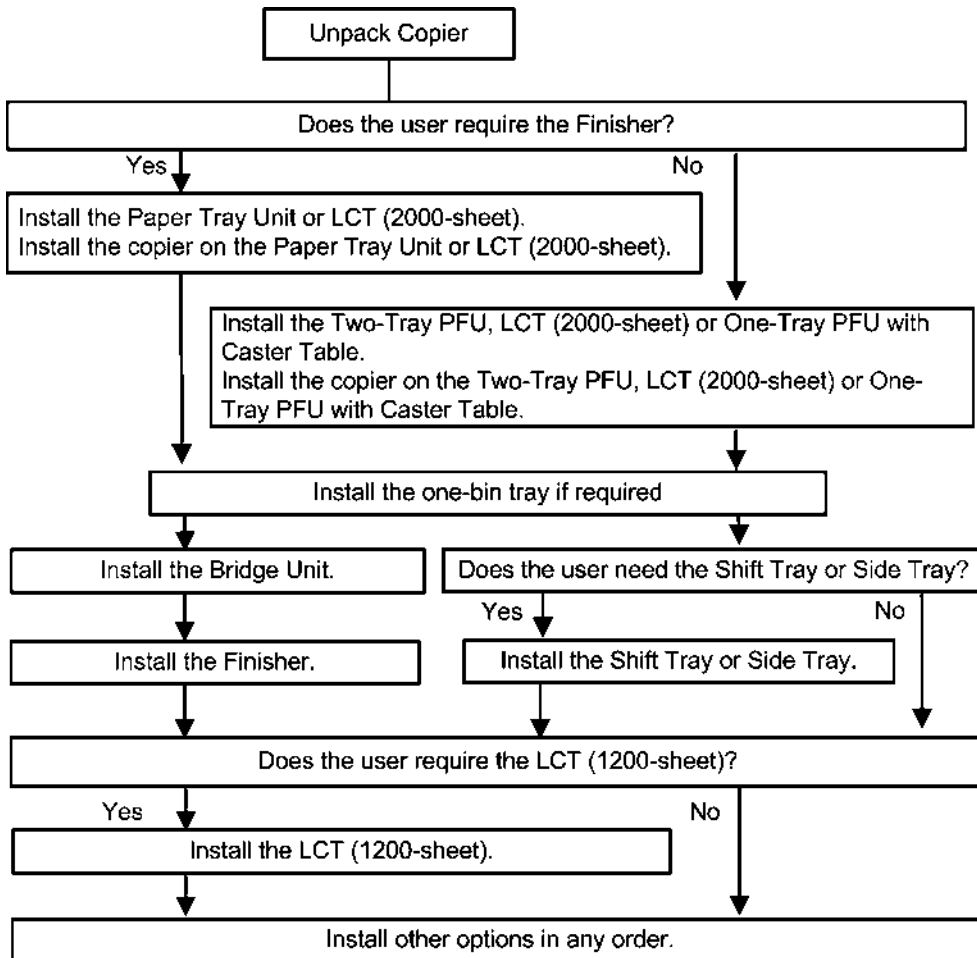 Unpack Copier
Does the user require the Finisher?
Yes
No
Install the Paper Tray Unit or LCT (2000-sheet).
Install the copier on the Paper Tray Unit or LCT (2000-sheet).
Install the Two-Tray PFU, LCT (2000-sheet) or One-Tray PFU with
Caster Table.
Install the copier on the Two-Tray PFU, LCT (2000-sheet) or One-
Tray PFU with Caster Table.
Install the one-bin tray if required
Install the Bridge Unit.
Does the user need the Shift Tray or Side Tray?
Yes
No
Install the Finisher.
Install the Shift Tray or Side Tray.
Does the user require the LCT (1200-sheet)?
Yes
No
Install the LCT (1200-sheet).
Install other options in any order.